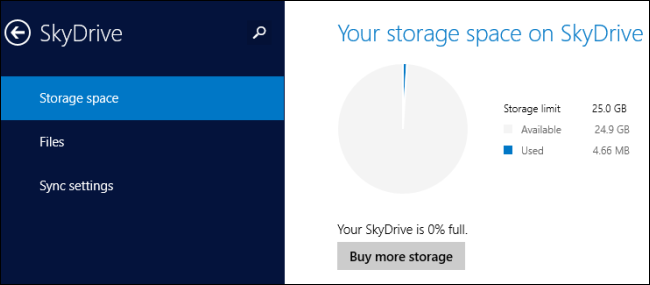 SkyDrive
Storage space
Files
Sync settings
Your storage space on SkyDrive
Storage limit 25.0 GB
Available 24.9 GB
Used 4.66 MB
Your SkyDrive is 0% full.
Buy more storage